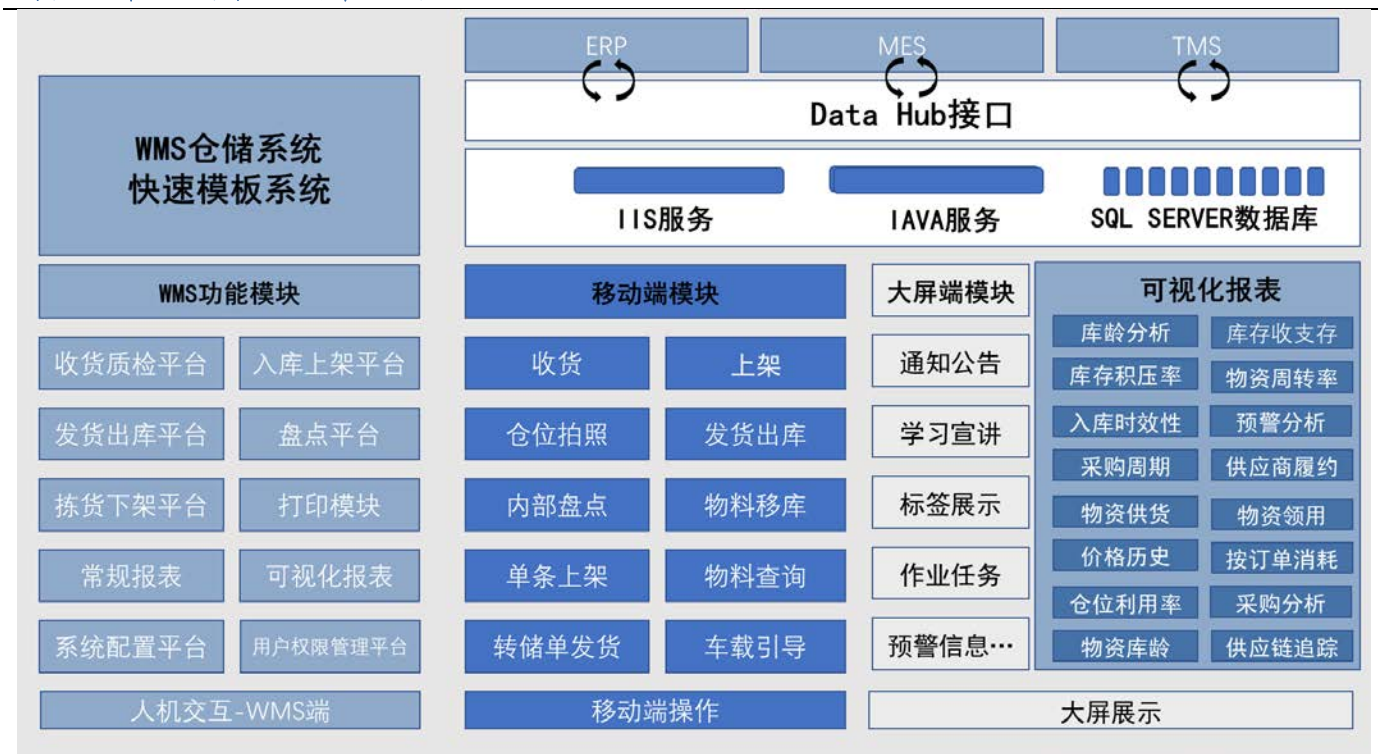 ERP
MES
TMS
Data Hub接口
WMS仓储系统
快速模板系统
IIS服务
IAVA服务
SQL SERVER数据库
WMS功能模块
收货质检平台
入库上架平台
发货出库平台
盘点平台
拣货下架平台
打印模块
常规报表
可视化报表
系统配置平台
用户权限管理平台
人机交互-WMS端
移动端模块
收货
上架
仓位拍照
发货出库
内部盘点
物料移库
单条上架
物料查询
转储单发货
车载引导
移动端操作
大屏端模块
通知公告
学习宣讲
标签展示
作业任务
预警信息…
可视化报表
库龄分析
库存收支存
库存积压率
物资周转率
入库时效性
预警分析
采购周期
供应商履约
物资供货
物资领用
价格历史
按订单消耗
仓位利用率
采购分析
物资库龄
供应链追踪
大屏展示